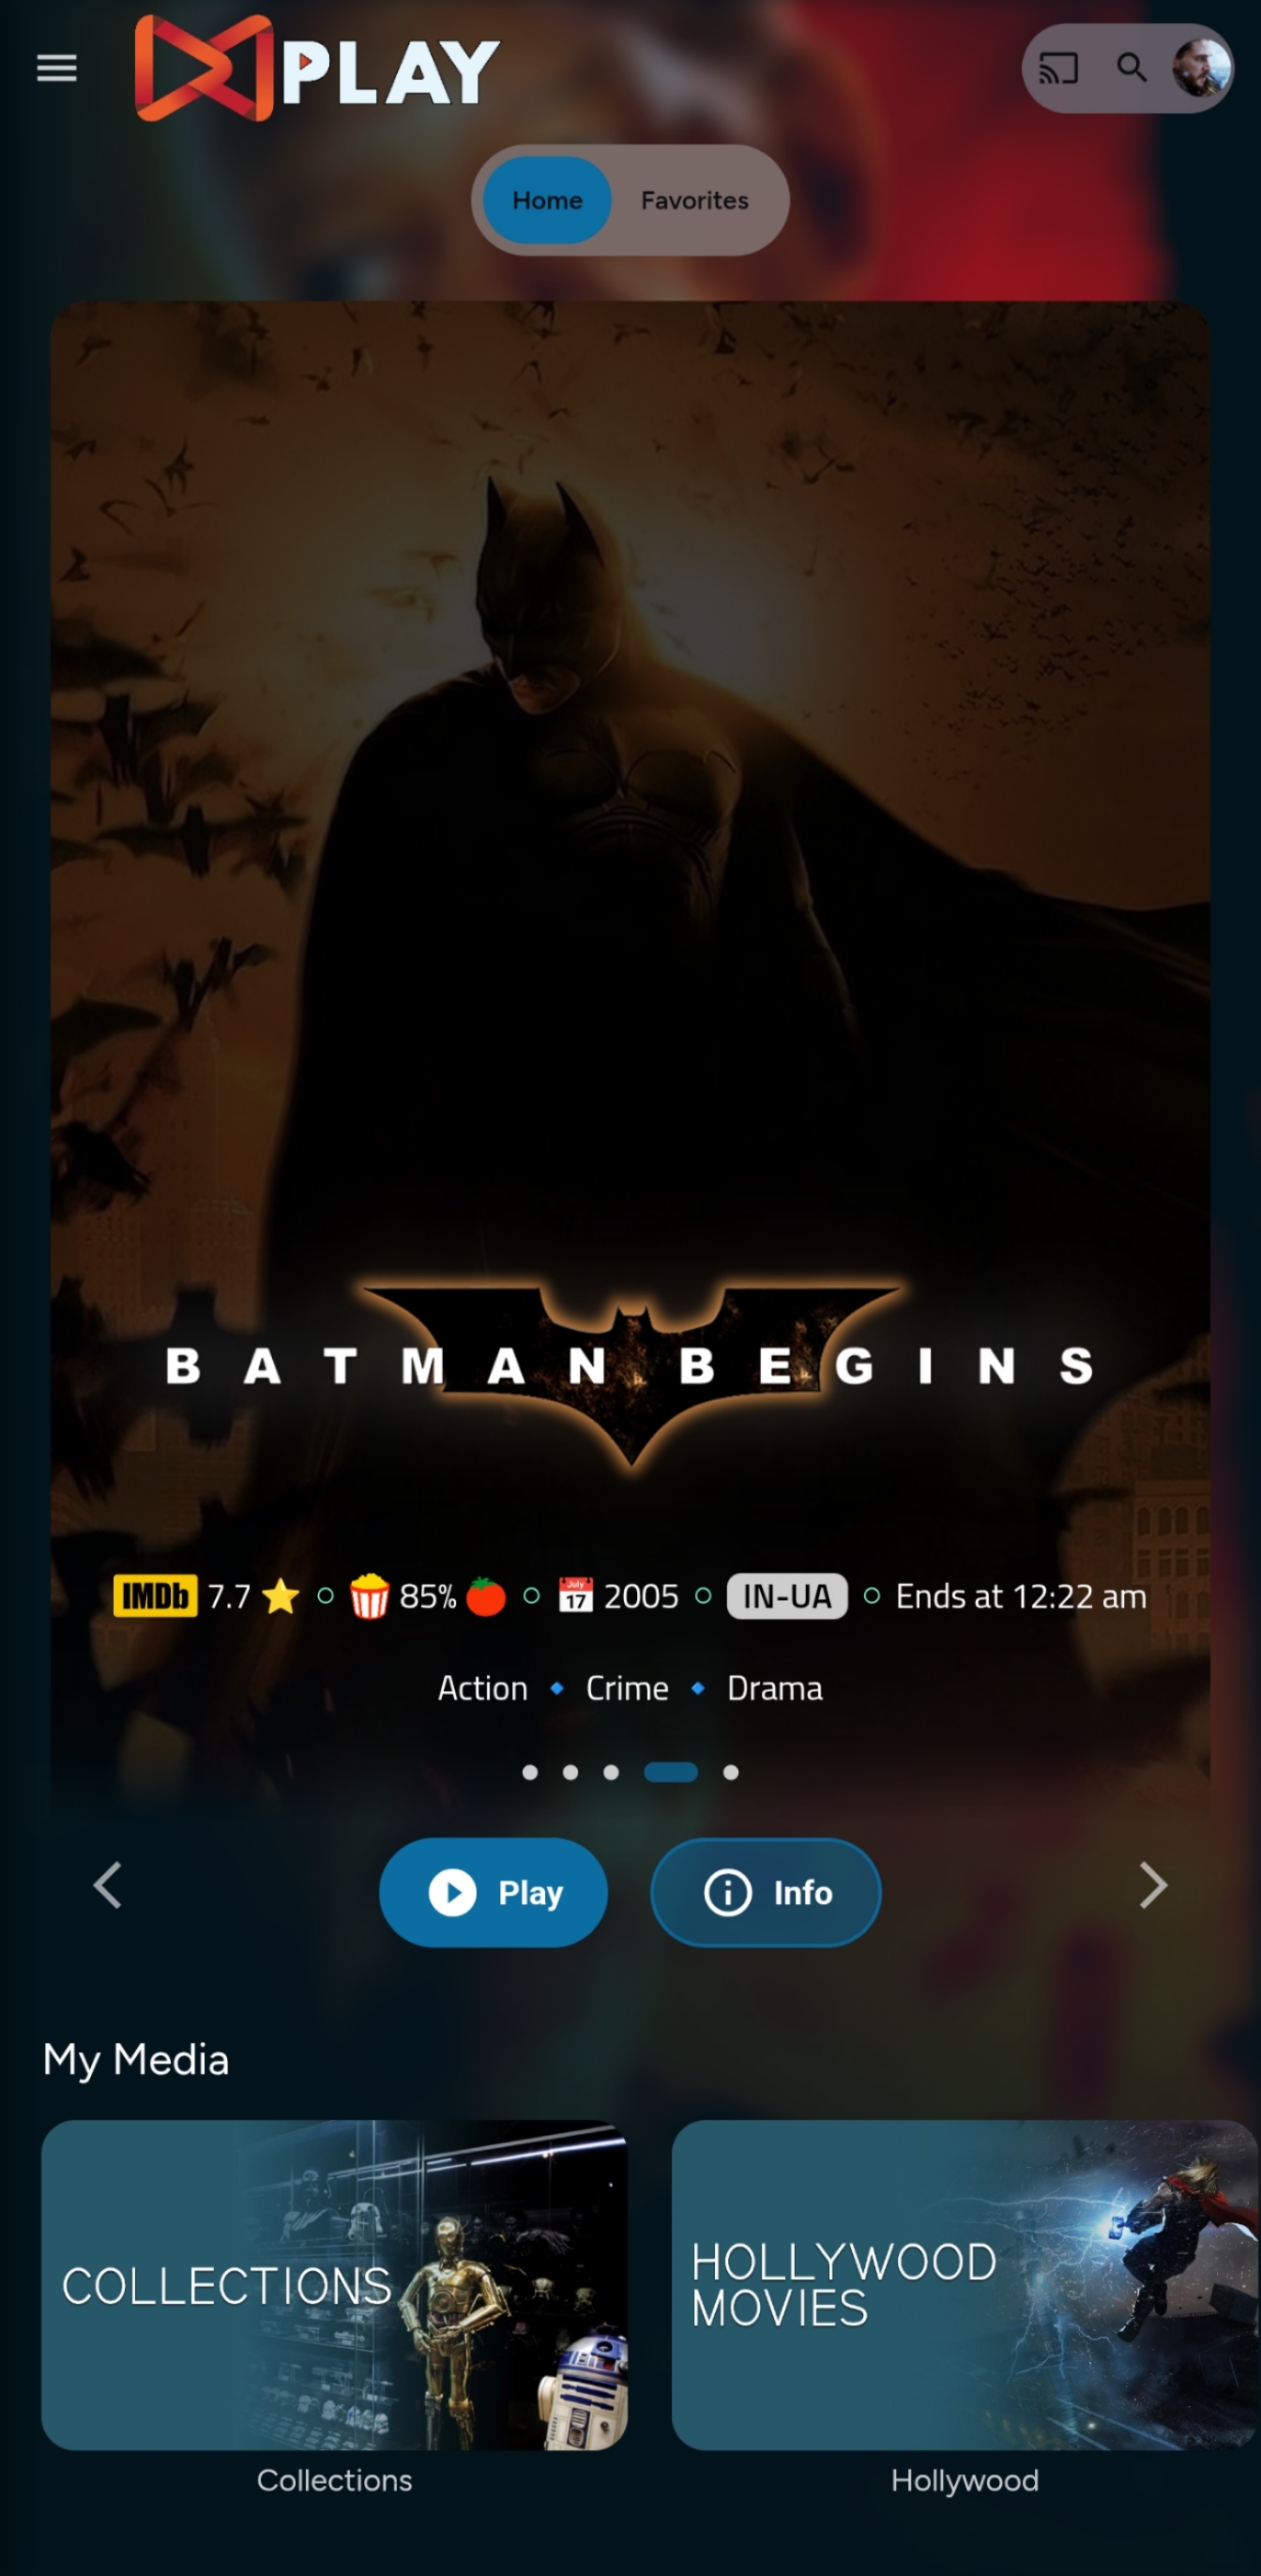 PLAY
Home Favorites
BATMAN BEGINS
IMDb 7.7 85% July 17 2005 IN-UA Ends at 12:22 am
Action Crime Drama
Play Info
My Media
COLLECTIONS
HOLLYWOOD
MOVIES
Collections Hollywood